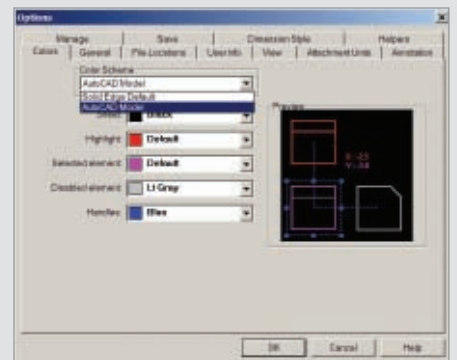 Options
Manage Save Dimension Style Helpers
Colors General File Locations User Info View Attachment Units Annotation
Color Scheme
AutoCAD Model
Solid Edge Default
AutoCAD Model
Sheet: Black
Highlight: Default
Selected element: Default
Disabled element: Lt Gray
Handles: Blue
Preview
OK Cancel Help